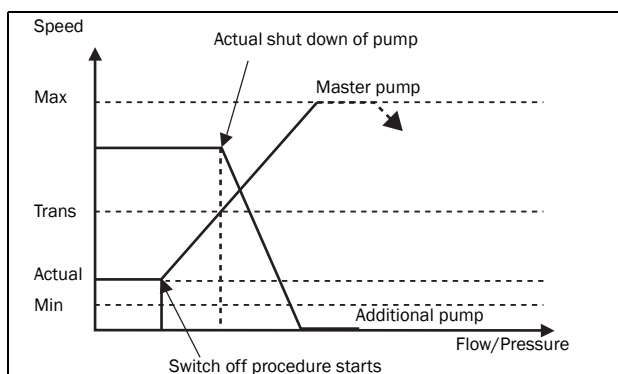 Speed
Actual shut down of pump
Max
Master pump
Trans
Actual
Min
Additional pump
Flow/Pressure
Switch off procedure starts